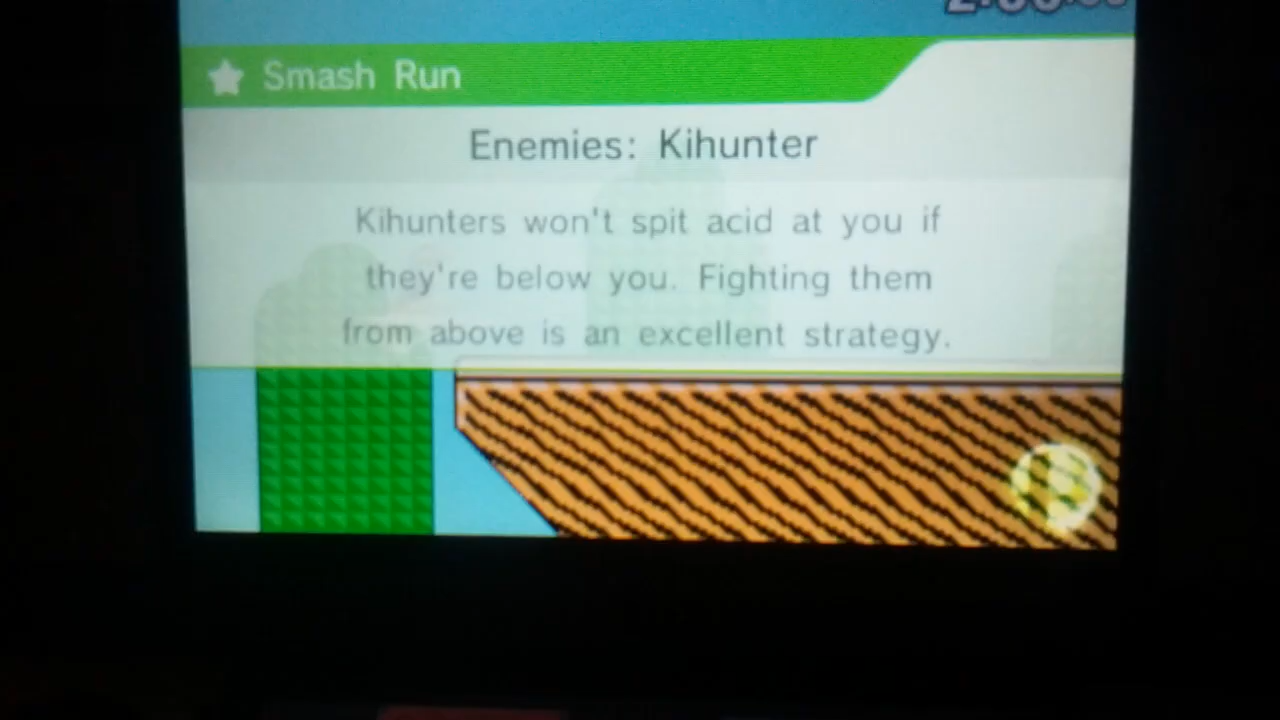 Smash Run
Enemies: Kihunter
Kihunters won't spit acid at you if
they're below you. Fighting them
from above is an excellent strategy.